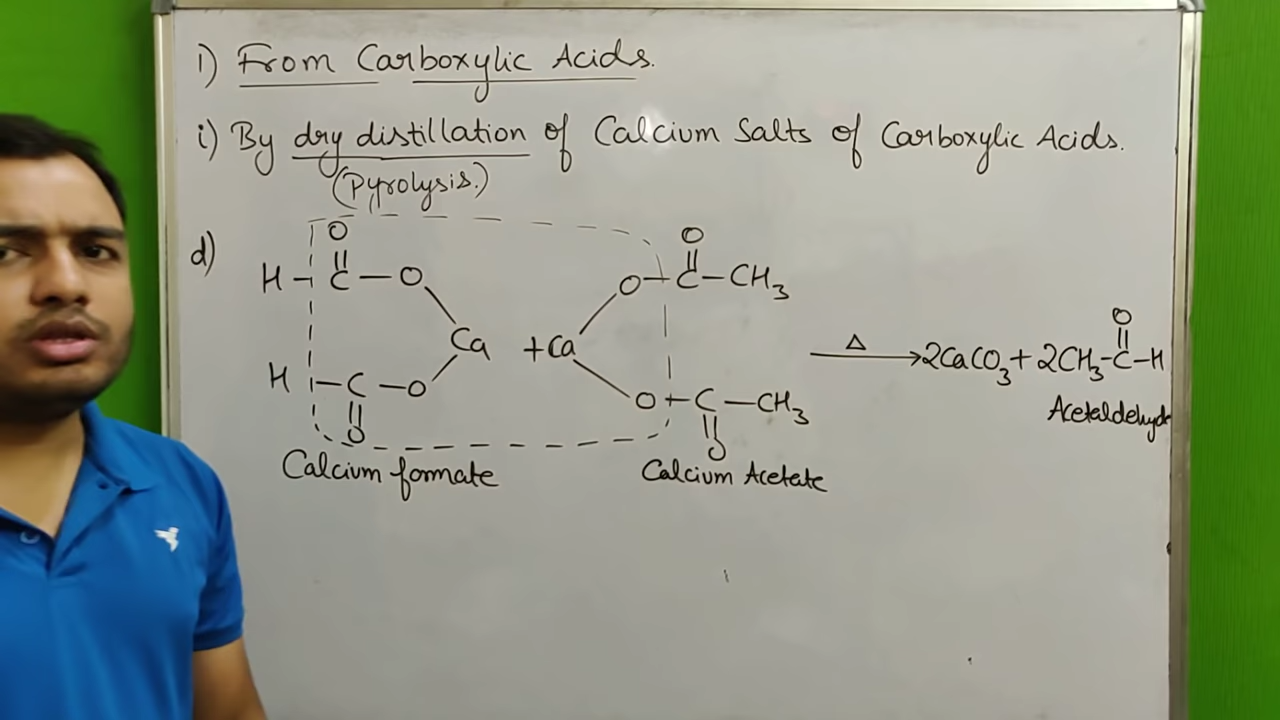 1) From Carboxylic Acids.
i) By dry distillation of Calcium Salts of Carboxylic Acids.
(Pyrolysis.)
d)
O O
H-C-O O-C-CH₃
Ca + Ca Δ → 2CaCO₃ + 2CH₃-C-H
O
H-C-O O-C-CH₃
O O
Acetaldehyde
Calcium formate Calcium Acetate